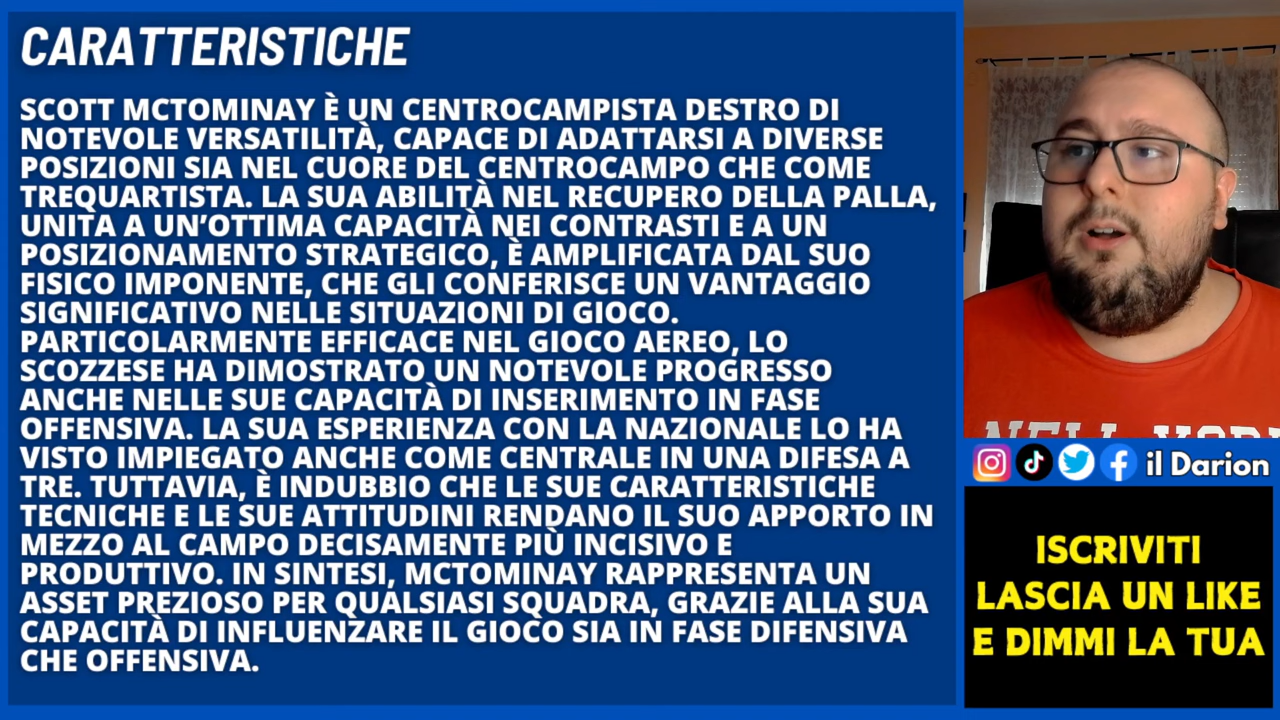 CARATTERISTICHE
SCOTT MCTOMINAY È UN CENTROCAMPISTA DESTRO DI
NOTEVOLE VERSATILITÀ, CAPACE DI ADATTARSI A DIVERSE
POSIZIONI SIA NEL CUORE DEL CENTROCAMPO CHE COME
TREQUARTISTA. LA SUA ABILITÀ NEL RECUPERO DELLA PALLA,
UNITA A UN'OTTIMA CAPACITÀ NEI CONTRASTI E A UN
POSIZIONAMENTO STRATEGICO, È AMPLIFICATA DAL SUO
FISICO IMPONENTE, CHE GLI CONFERISCE UN VANTAGGIO
SIGNIFICATIVO NELLE SITUAZIONI DI GIOCO.
PARTICOLARMENTE EFFICACE NEL GIOCO AEREO, LO
SCOZZESE HA DIMOSTRATO UN NOTEVOLE PROGRESSO
ANCHE NELLE SUE CAPACITÀ DI INSERIMENTO IN FASE
OFFENSIVA. LA SUA ESPERIENZA CON LA NAZIONALE LO HA
VISTO IMPIEGATO ANCHE COME CENTRALE IN UNA DIFESA A
TRE. TUTTAVIA, È INDUBBIO CHE LE SUE CARATTERISTICHE
TECNICHE E LE SUE ATTITUDINI RENDANO IL SUO APPORTO IN
MEZZO AL CAMPO DECISAMENTE PIÙ INCISIVO E
PRODUTTIVO. IN SINTESI, MCTOMINAY RAPPRESENTA UN
ASSET PREZIOSO PER QUALSIASI SQUADRA, GRAZIE ALLA SUA
CAPACITÀ DI INFLUENZARE IL GIOCO SIA IN FASE DIFENSIVA
CHE OFFENSIVA.
il Darion
ISCRIVITI
LASCIA UN LIKE
E DIMMI LA TUA